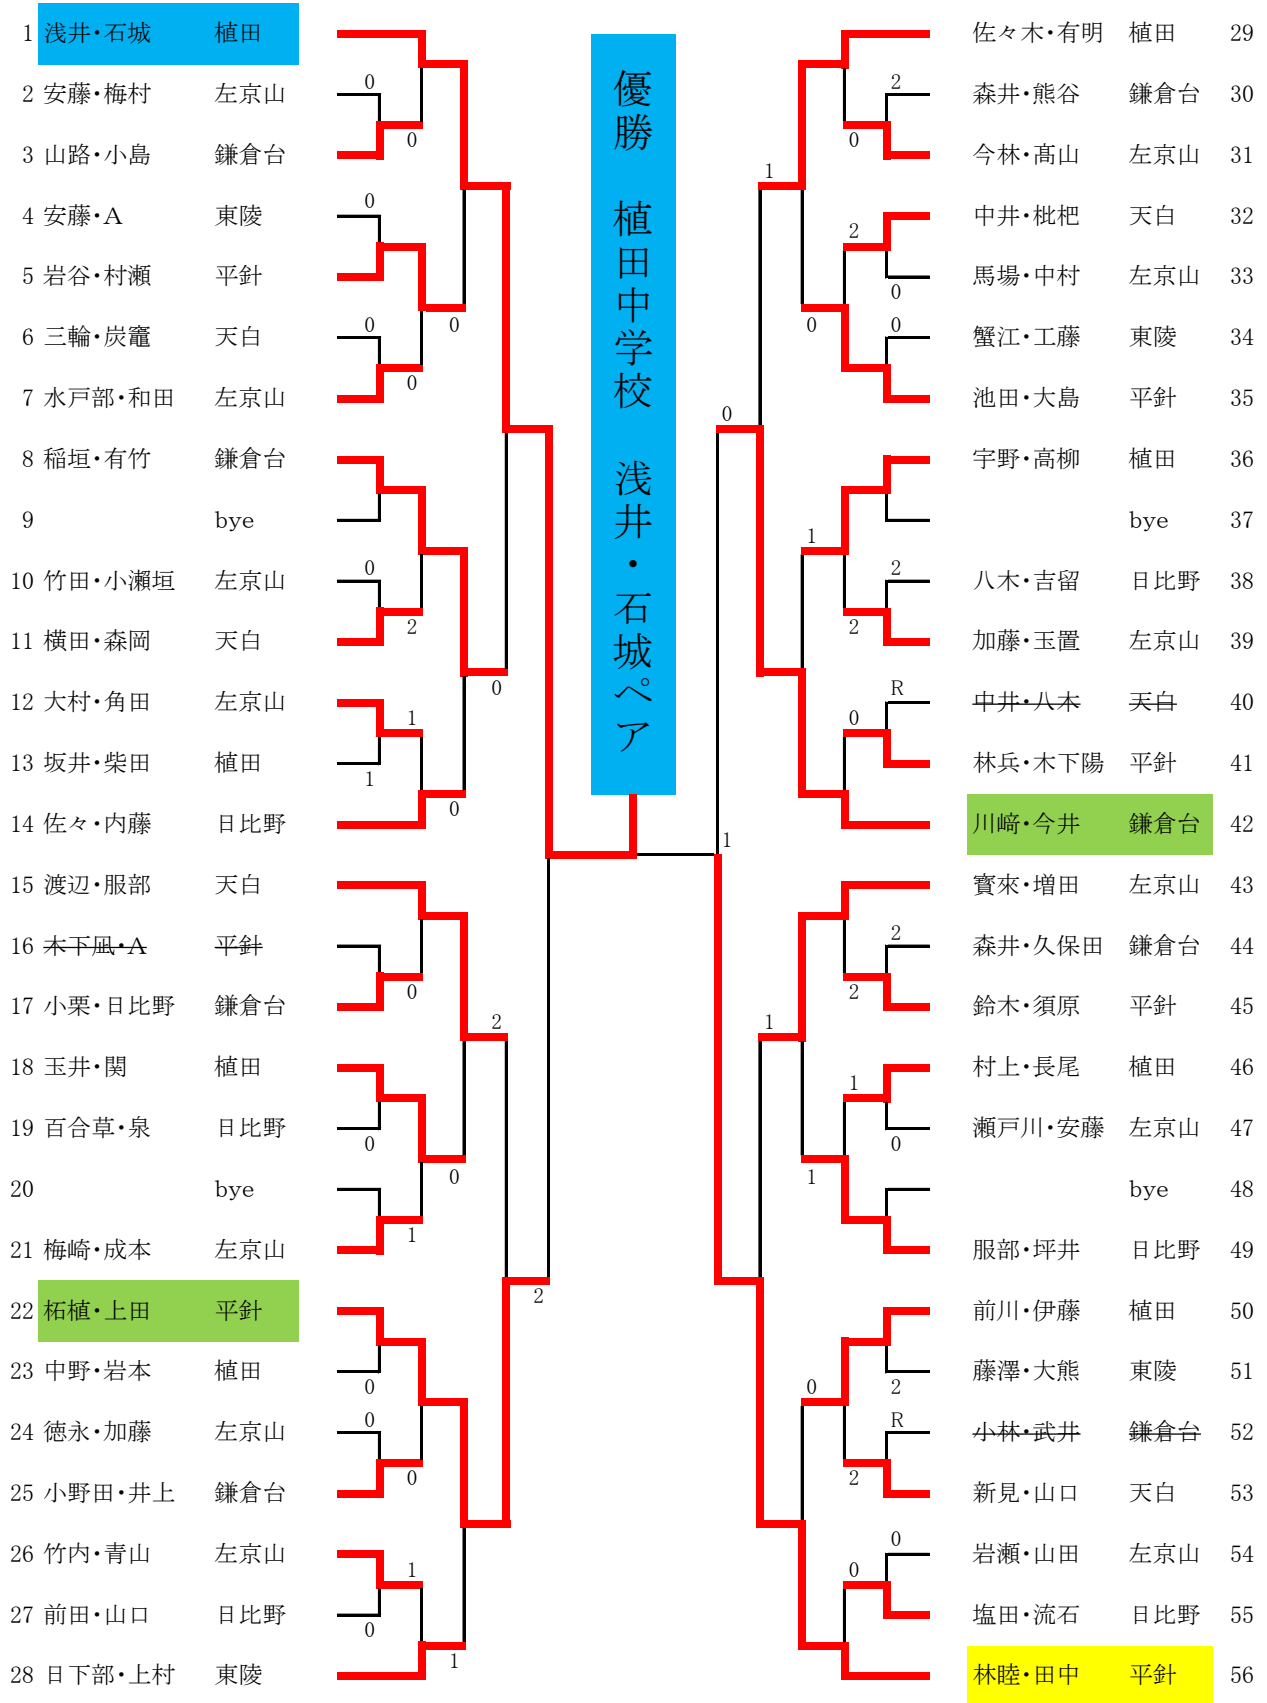 1 浅井・石城 植田
2 安藤・梅村 左京山 0
0
3 山路・小島 鎌倉台
4 安藤・A 東陵 0
5 岩谷・村瀬 平針
0
6 三輪・炭竈 天白 0
0
7 水戸部・和田 左京山
8 稲垣・有竹 鎌倉台
9 bye
10 竹田・小瀬垣 左京山 0
2
11 横田・森岡 天白
0
12 大村・角田 左京山
1
13 坂井・柴田 植田 1
0
14 佐々・内藤 日比野
15 渡辺・服部 天白
16 木下凪・A 平針
0
17 小栗・日比野 鎌倉台
2
18 玉井・関 植田
19 百合草・泉 日比野 0
0
20 bye
1
21 梅崎・成本 左京山
2
22 柘植・上田 平針
23 中野・岩本 植田 0
24 徳永・加藤 左京山 0
0
25 小野田・井上 鎌倉台
26 竹内・青山 左京山
1
27 前田・山口 日比野 0
1
28 日下部・上村 東陵
優勝 植田中学校 浅井・石城ペア
佐々木・有明 植田 29
2 森井・熊谷 鎌倉台 30
0
今林・髙山 左京山 31
1
中井・枇杷 天白 32
2
0 馬場・中村 左京山 33
0
0 蟹江・工藤 東陵 34
池田・大島 平針 35
0
宇野・高柳 植田 36
bye 37
1
2 八木・吉留 日比野 38
2
加藤・玉置 左京山 39
R 中井・八木 天白 40
0
林兵・木下陽 平針 41
川﨑・今井 鎌倉台 42
1
寳來・増田 左京山 43
2 森井・久保田 鎌倉台 44
2
鈴木・須原 平針 45
1
村上・長尾 植田 46
1
0 瀬戸川・安藤 左京山 47
1
bye 48
服部・坪井 日比野 49
前川・伊藤 植田 50
2 藤澤・大熊 東陵 51
0
R 小林・武井 鎌倉台 52
2
新見・山口 天白 53
0 岩瀬・山田 左京山 54
0
塩田・流石 日比野 55
林睦・田中 平針 56